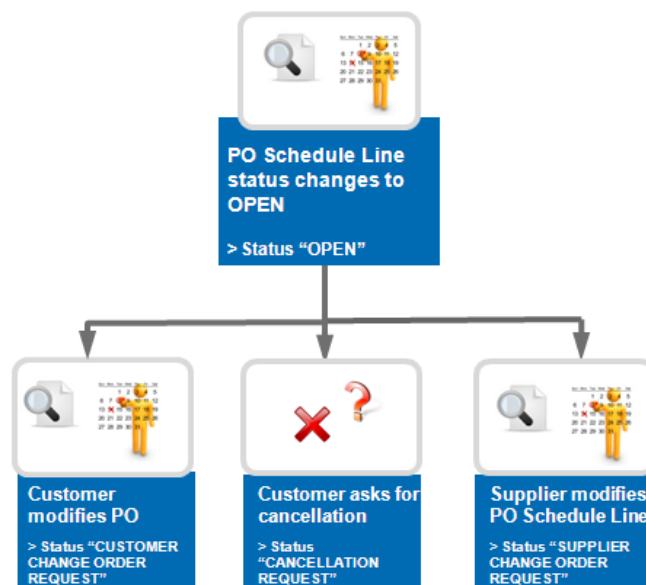 PO Schedule Line
status changes to
OPEN
> Status “OPEN”
Customer
modifies PO
> Status “CUSTOMER
CHANGE ORDER
REQUEST”
Customer asks for
cancellation
> Status
“CANCELLATION
REQUEST”
Supplier modifies
PO Schedule Line
> Status “SUPPLIER
CHANGE ORDER
REQUEST”